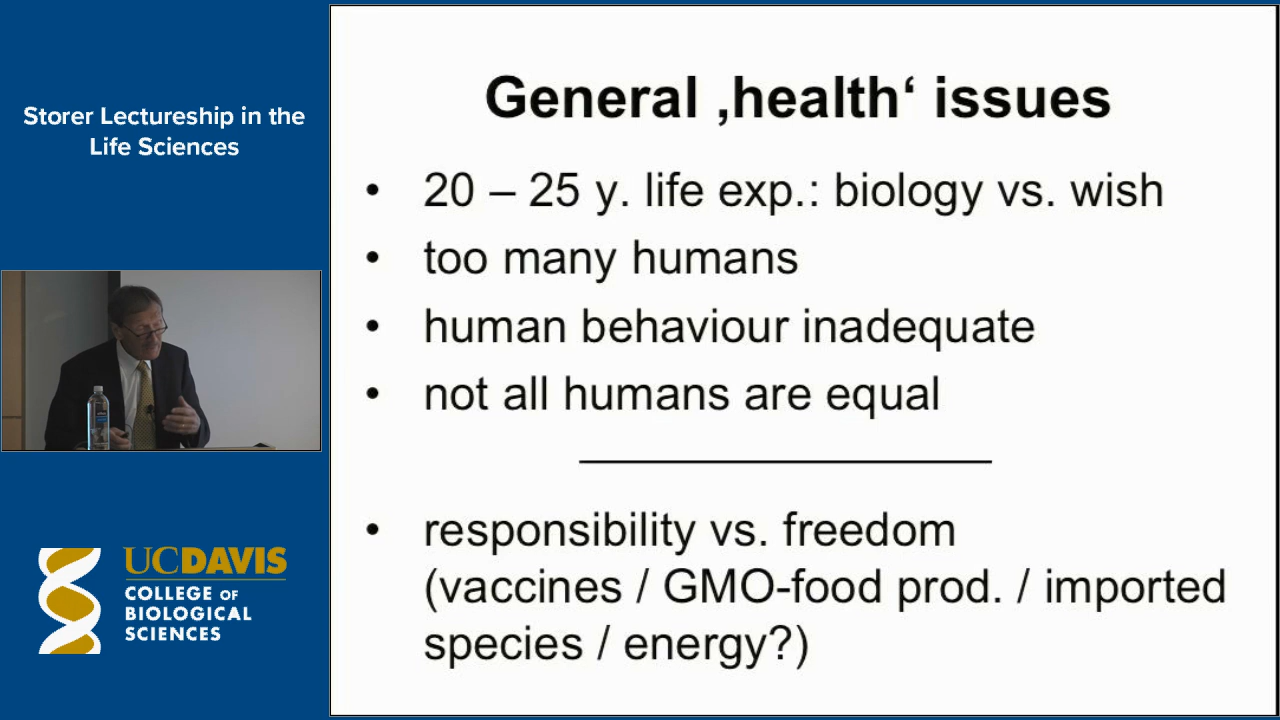 Storer Lectureship in the
Life Sciences
UCDAVIS
COLLEGE OF
BIOLOGICAL
SCIENCES
General ‚health‘ issues
• 20 – 25 y. life exp.: biology vs. wish
• too many humans
• human behaviour inadequate
• not all humans are equal
• responsibility vs. freedom
(vaccines / GMO-food prod. / imported
species / energy?)